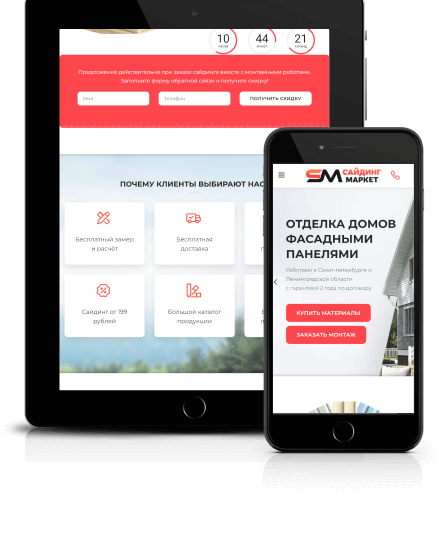 10
44
21
ЧАСОВ
МИНУТ
СЕКУНД
Предложение действительно при заказе сайдинга вместе с монтажными работами.
Заполните форму обратной связи и получите скидку!
Имя
Телефон
ПОЛУЧИТЬ СКИДКУ
ПОЧЕМУ КЛИЕНТЫ ВЫБИРАЮТ НАС
Бесплатный замер
и расчёт
Бесплатная
доставка
Сайдинг от 199
рублей
Большой каталог
продукции
SM САЙДИНГ
МАРКЕТ
ОТДЕЛКА ДОМОВ
ФАСАДНЫМИ
ПАНЕЛЯМИ
Работаем в Санкт-петербурге и
Ленинградской области
с гарантией 2 года по договору
КУПИТЬ МАТЕРИАЛЫ
ЗАКАЗАТЬ МОНТАЖ